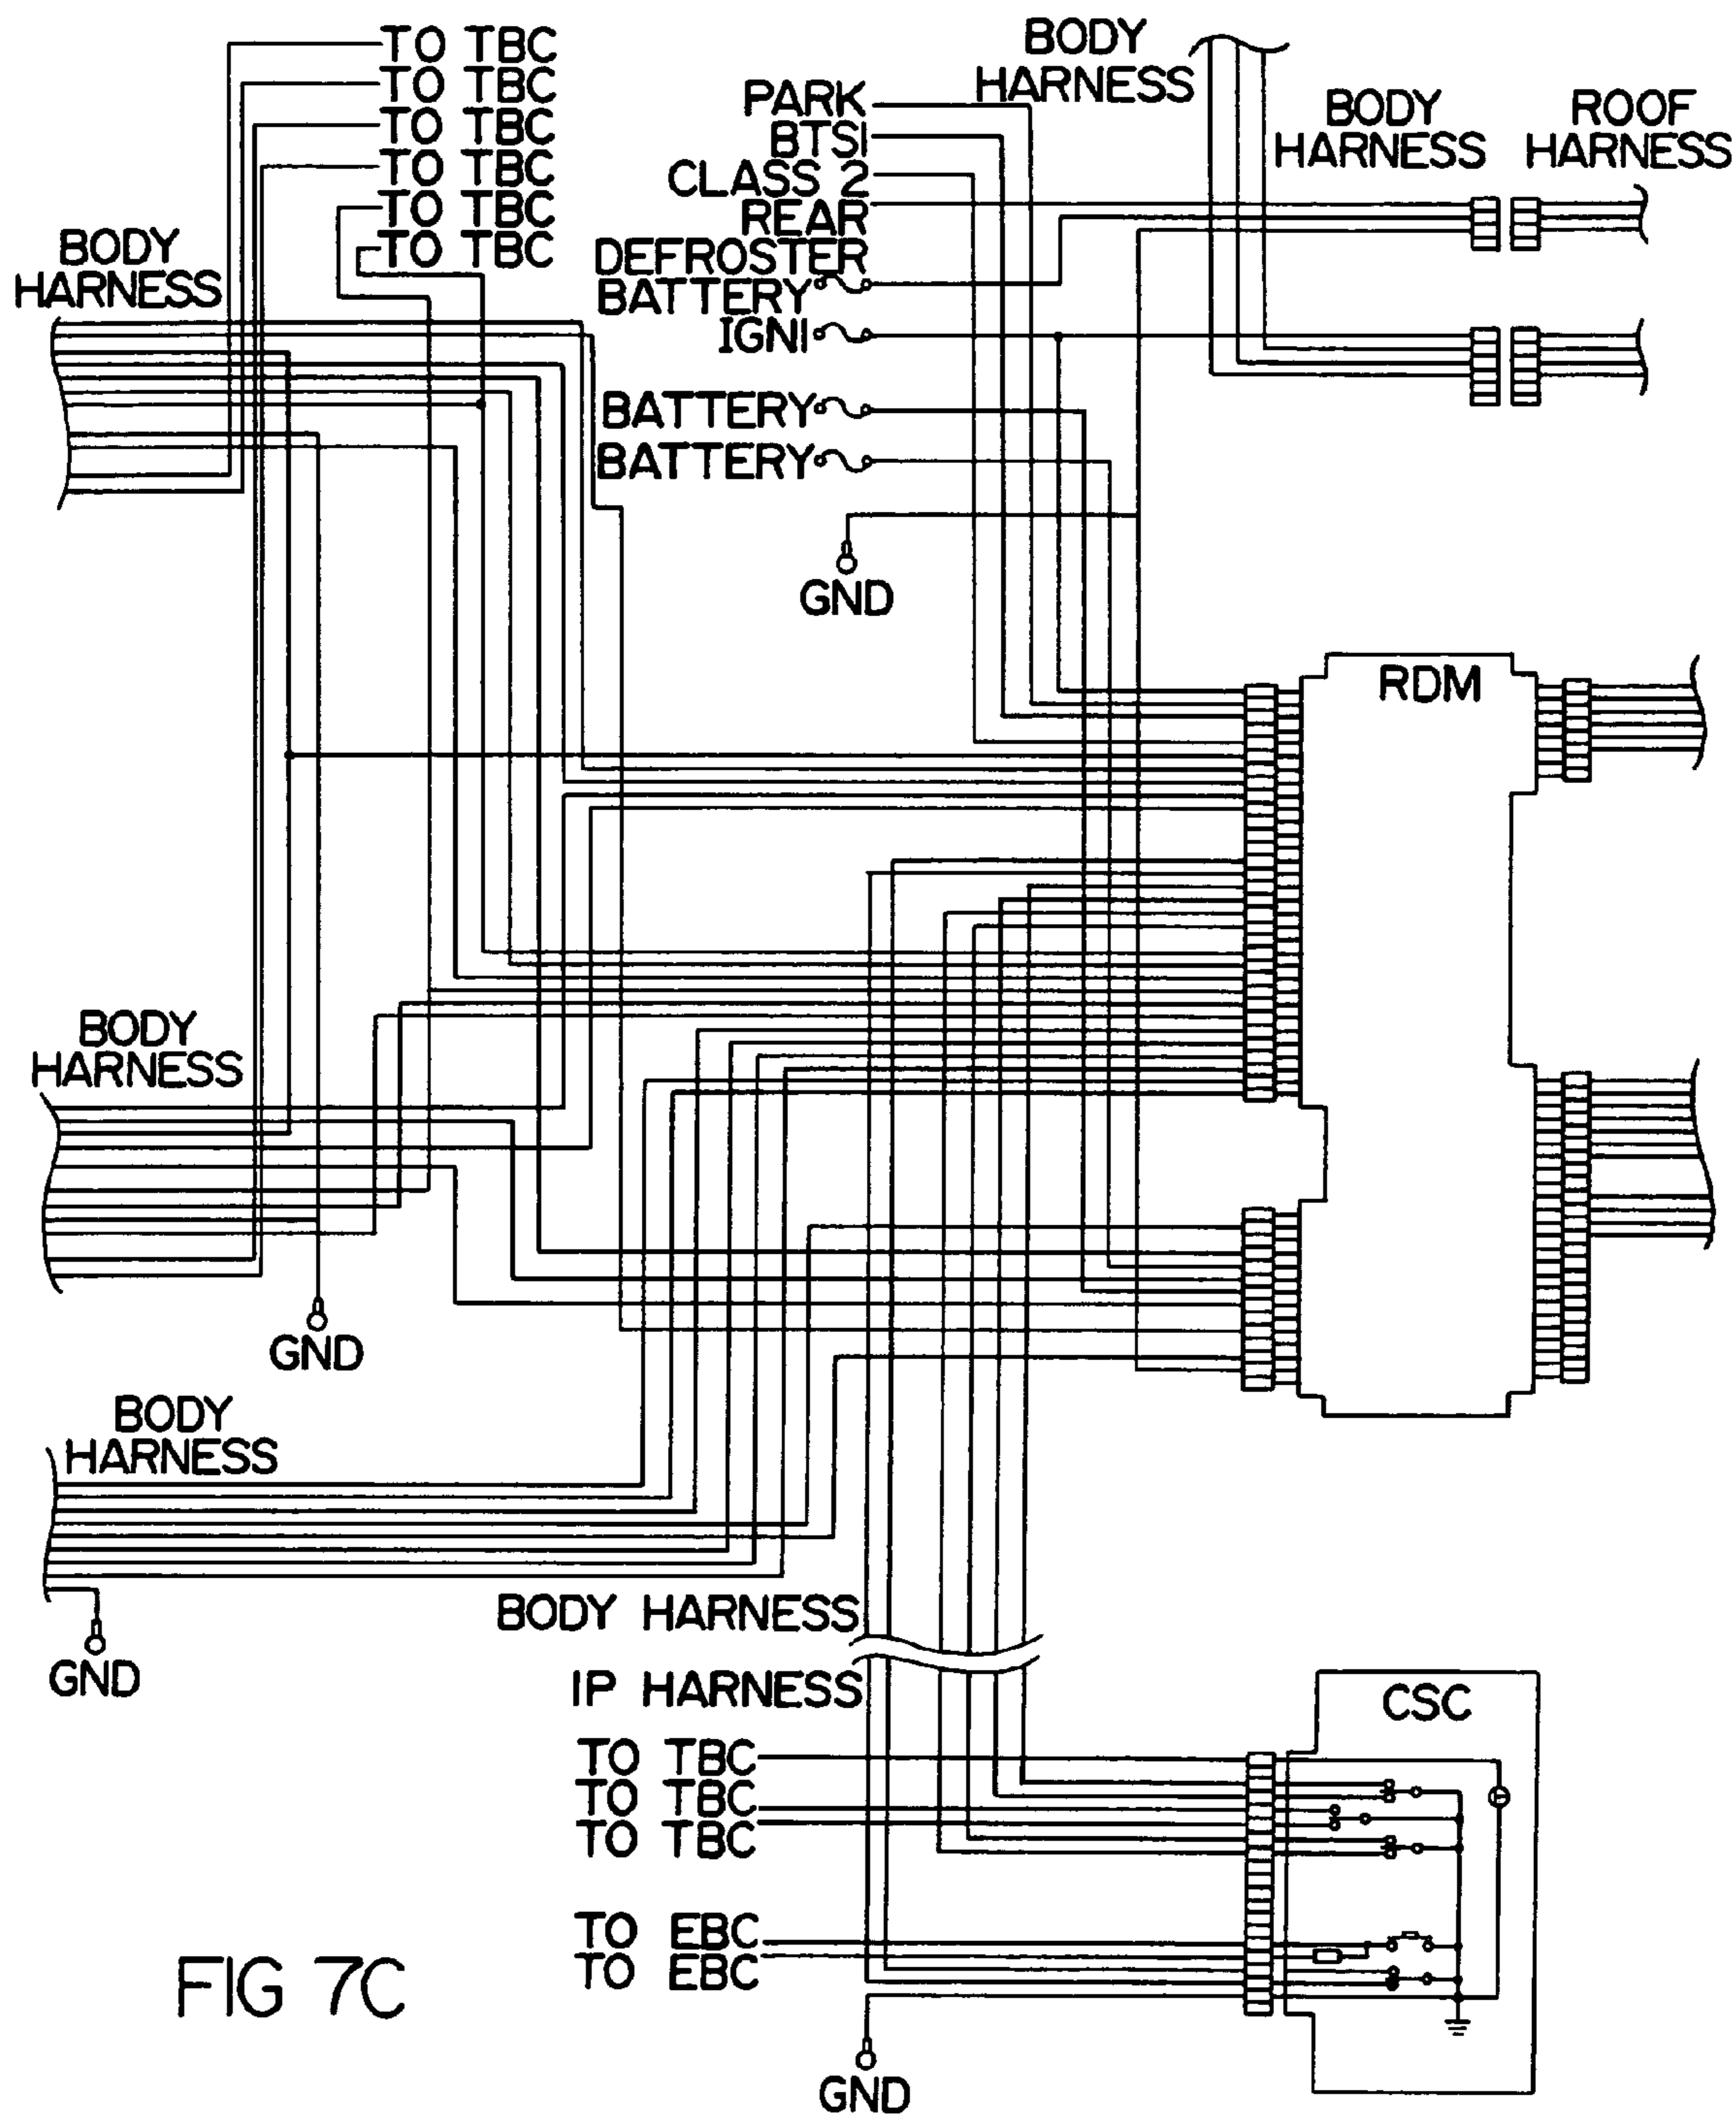 TO TBC
TO TBC
TO TBC
TO TBC
TO TBC
TO TBC
BODY
HARNESS
PARK
BTSI
CLASS 2
REAR
DEFROSTER
BATTERY
IGNI
BATTERY
BATTERY
GND
BODY
HARNESS
BODY
HARNESS
ROOF
HARNESS
RDM
BODY
HARNESS
GND
BODY
HARNESS
GND
BODY HARNESS
IP HARNESS
TO TBC
TO TBC
TO TBC
TO EBC
TO EBC
GND
CSC
FIG 7C